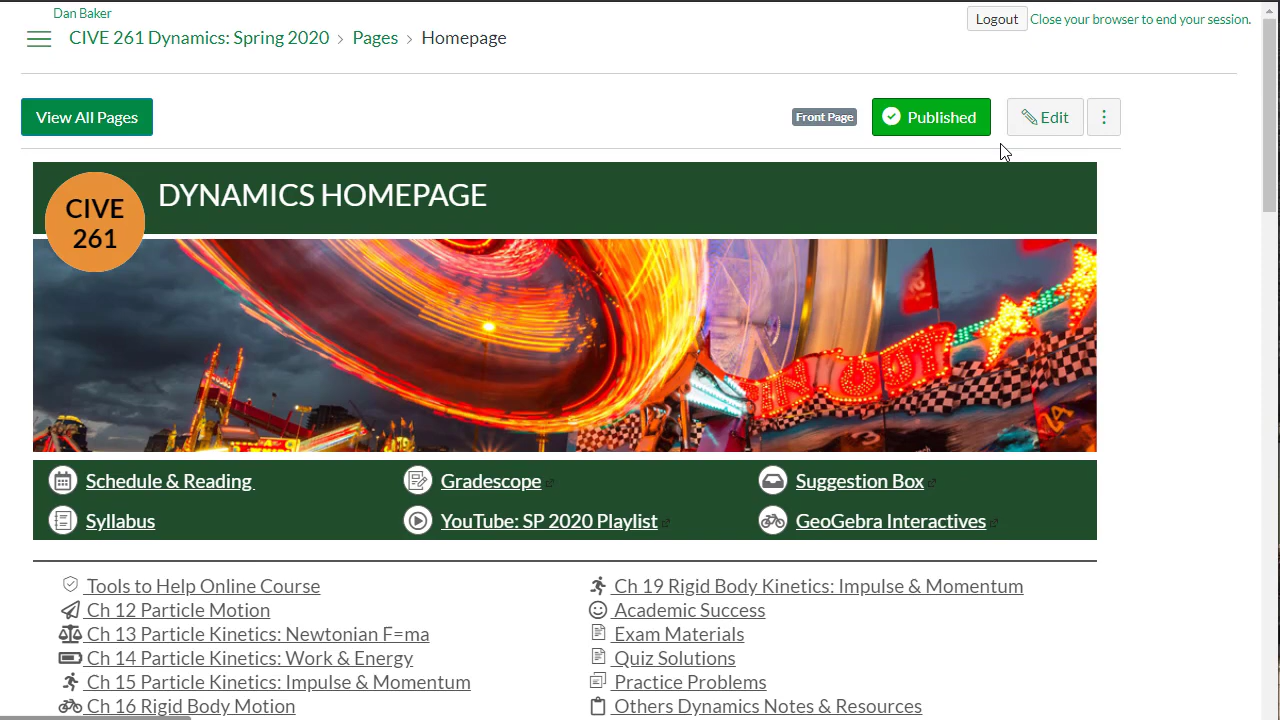 Dan Baker
Logout Close your browser to end your session.
CIVE 261 Dynamics: Spring 2020 > Pages > Homepage
View All Pages
Front Page
Published
Edit
CIVE
261
DYNAMICS HOMEPAGE
IN OUT
24
Schedule & Reading
Gradescope
Suggestion Box
Syllabus
YouTube: SP 2020 Playlist
GeoGebra Interactives
Tools to Help Online Course
Ch 12 Particle Motion
Ch 13 Particle Kinetics: Newtonian F=ma
Ch 14 Particle Kinetics: Work & Energy
Ch 15 Particle Kinetics: Impulse & Momentum
Ch 16 Rigid Body Motion
Ch 19 Rigid Body Kinetics: Impulse & Momentum
Academic Success
Exam Materials
Quiz Solutions
Practice Problems
Others Dynamics Notes & Resources